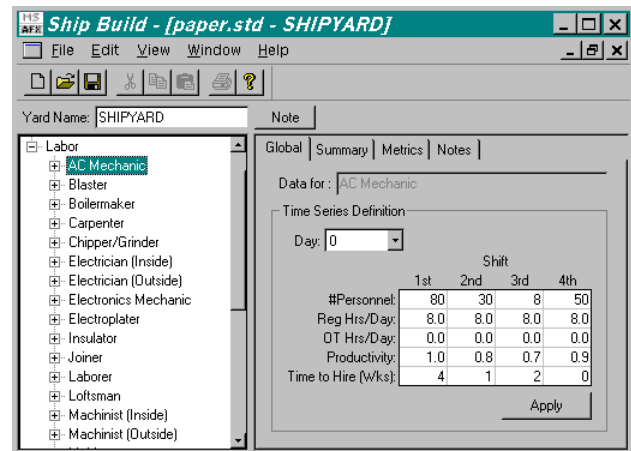 MS AFX Ship Build - [paper.std - SHIPYARD]
File Edit View Window Help
Yard Name: SHIPYARD Note
Labor
AC Mechanic
Blaster
Boilermaker
Carpenter
Chipper/Grinder
Electrician (Inside)
Electrician (Outside)
Electronics Mechanic
Electroplater
Insulator
Joiner
Laborer
Loftsman
Machinist (Inside)
Machinist (Outside)
Global Summary Metrics Notes
Data for : AC Mechanic
Time Series Definition
Day: 0
Shift
1st 2nd 3rd 4th
#Personnel: 80 30 8 50
Reg Hrs/Day: 8.0 8.0 8.0 8.0
OT Hrs/Day: 0.0 0.0 0.0 0.0
Productivity: 1.0 0.8 0.7 0.9
Time to Hire (Wks): 4 1 2 0
Apply